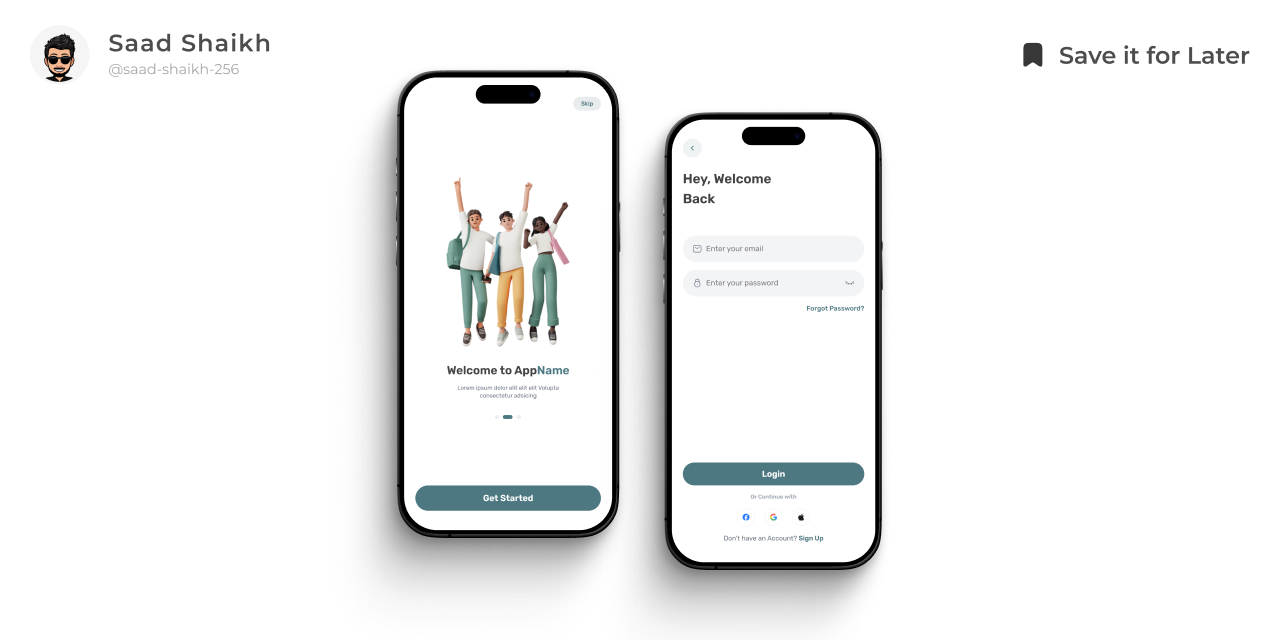 Saad Shaikh
@saad-shaikh-256
Save it for Later
Skip
Welcome to AppName
Lorem ipsum dolor elit elit elit Volupta
consectetur adsicing
Get Started
Hey, Welcome
Back
Enter your email
Enter your password
Forgot Password?
Login
Or Continue with
Don't have an Account? Sign Up